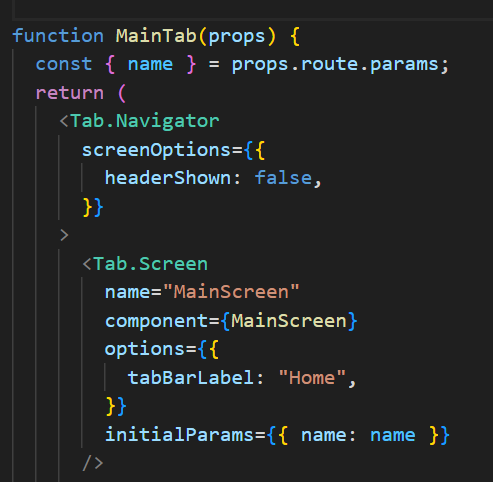 function MainTab(props) {
  const { name } = props.route.params;
  return (
    <Tab.Navigator
      screenOptions={{
        headerShown: false,
      }}
    >
      <Tab.Screen
        name="MainScreen"
        component={MainScreen}
        options={{
          tabBarLabel: "Home",
        }}
        initialParams={{ name: name }}
      />